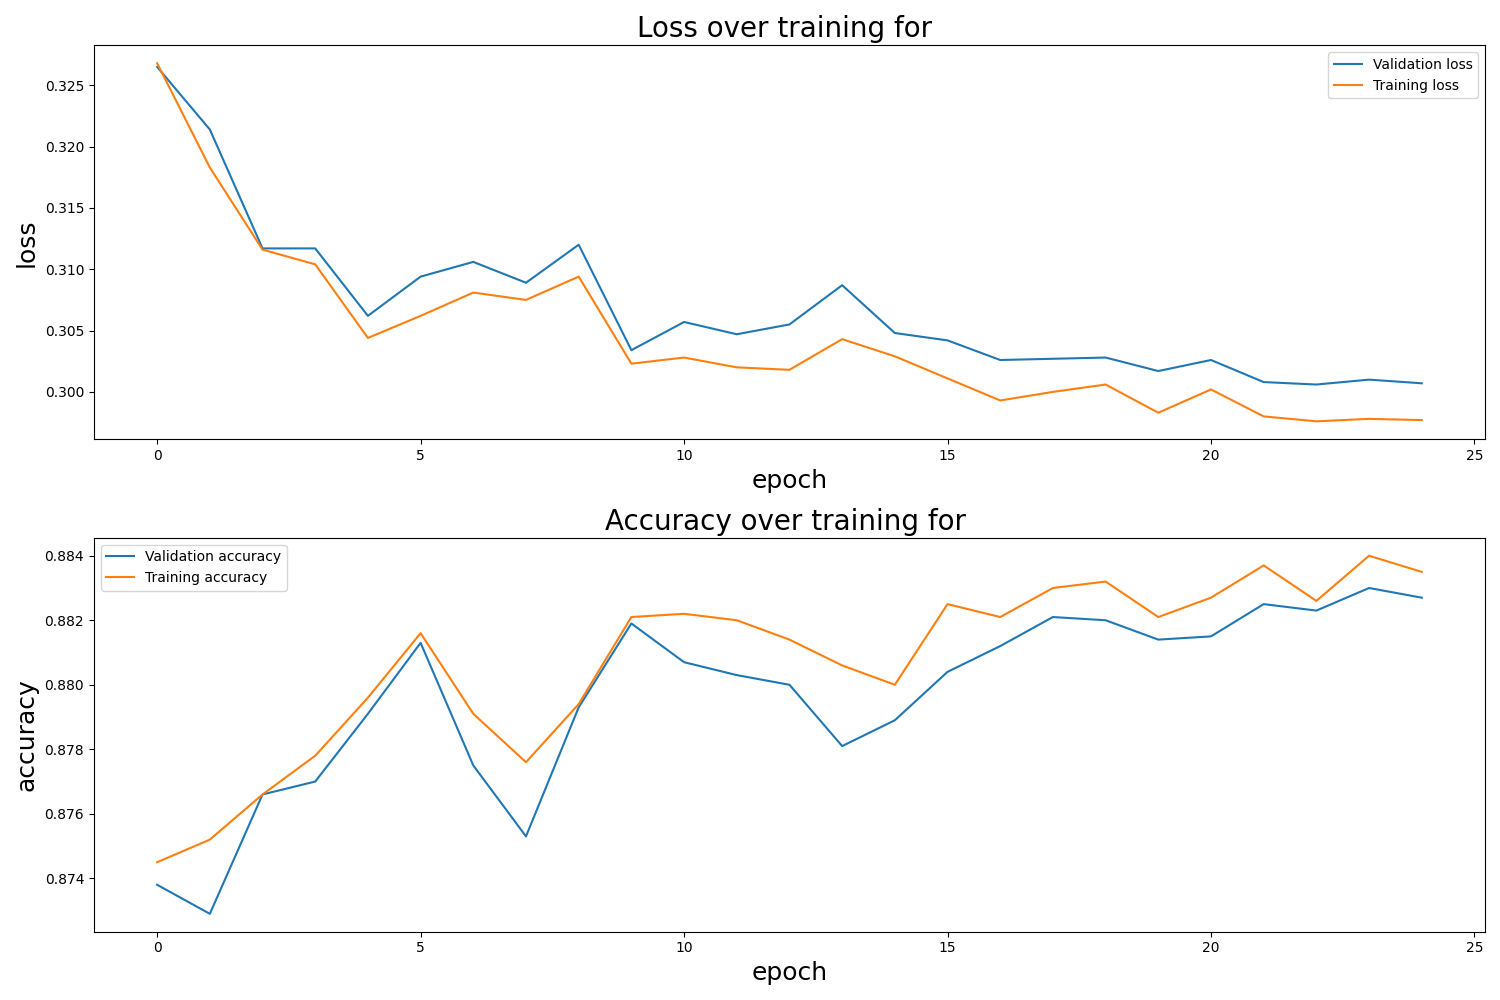 Loss over training for
Validation loss
Training loss
0.325
0.320
0.315
0.310
0.305
0.300
loss
0 5 10 15 20 25
epoch
Accuracy over training for
Validation accuracy
Training accuracy
0.884
0.882
0.880
0.878
0.876
0.874
accuracy
0 5 10 15 20 25
epoch